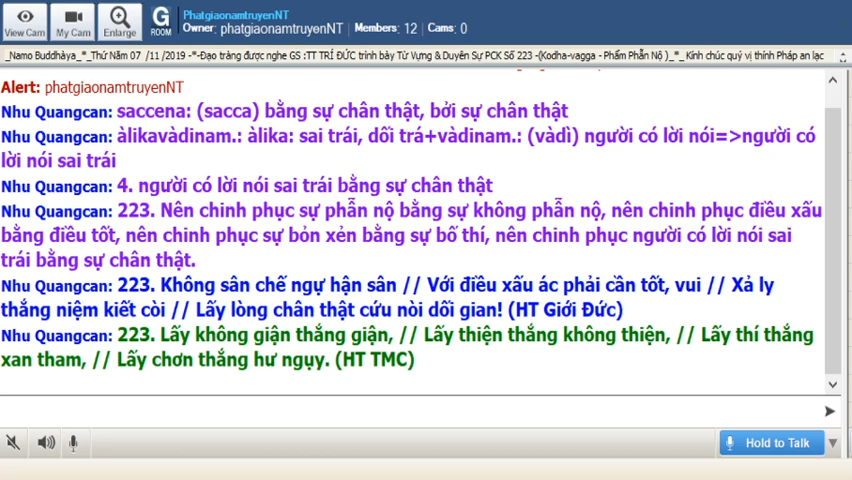 View Cam
My Cam
Enlarge
G
ROOM
PhatgiaonamtruyenNT
Owner: phatgiaonamtruyenNT | Members: 12 | Cams: 0
_Namo Buddhàya_*_Thứ Năm 07 /11 /2019 -*-Đạo tràng được nghe GS :TT TRÍ ĐỨC trình bày Từ Vựng & Duyên Sự PCK Số 223 -(Kodha-vagga - Phẩm Phẫn Nộ )_*_ Kính chúc quý vị thính Pháp an lạc
Alert: phatgiaonamtruyenNT
Nhu Quangcan: saccena: (sacca) bằng sự chân thật, bởi sự chân thật
Nhu Quangcan: àlikavàdinam.: àlika: sai trái, dối trá+vàdinam.: (vàdì) người có lời nói=>người có
lời nói sai trái
Nhu Quangcan: 4. người có lời nói sai trái bằng sự chân thật
Nhu Quangcan: 223. Nên chinh phục sự phẫn nộ bằng sự không phẫn nộ, nên chinh phục điều xấu
bằng điều tốt, nên chinh phục sự bỏn xẻn bằng sự bố thí, nên chinh phục người có lời nói sai
trái bằng sự chân thật.
Nhu Quangcan: 223. Không sân chế ngự hận sân // Với điều xấu ác phải cần tốt, vui // Xả ly
thắng niệm kiết còi // Lấy lòng chân thật cứu nòi dối gian! (HT Giới Đức)
Nhu Quangcan: 223. Lấy không giận thắng giận, // Lấy thiện thắng không thiện, // Lấy thí thắng
xan tham, // Lấy chơn thắng hư ngụy. (HT TMC)
Hold to Talk